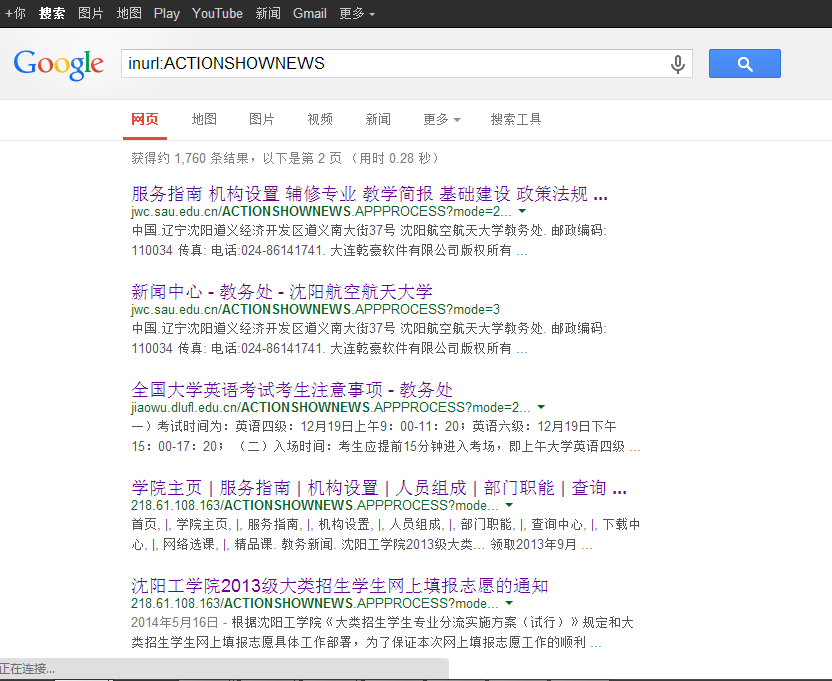 +你 搜索 图片 地图 Play YouTube 新闻 Gmail 更多
Google inurl:ACTIONSHOWNEWS
网页 地图 图片 视频 新闻 更多 搜索工具
获得约 1,760 条结果，以下是第 2 页 （用时 0.28 秒）
服务指南 机构设置 辅修专业 教学简报 基础建设 政策法规 ...
jwc.sau.edu.cn/ACTIONSHOWNEWS.APPPROCESS?mode=2...
中国.辽宁沈阳道义经济开发区道义南大街37号 沈阳航空航天大学教务处. 邮政编码:
110034 传真: 电话:024-86141741. 大连乾豪软件有限公司版权所有 ...
新闻中心 - 教务处 - 沈阳航空航天大学
jwc.sau.edu.cn/ACTIONSHOWNEWS.APPPROCESS?mode=3
中国.辽宁沈阳道义经济开发区道义南大街37号 沈阳航空航天大学教务处. 邮政编码:
110034 传真: 电话:024-86141741. 大连乾豪软件有限公司版权所有 ...
全国大学英语考试考生注意事项 - 教务处
jiaowu.dlufl.edu.cn/ACTIONSHOWNEWS.APPPROCESS?mode=2...
一）考试时间为：英语四级：12月19日上午9：00-11：20；英语六级：12月19日下午
15：00-17：20； （二）入场时间：考生应提前15分钟进入考场，即上午大学英语四级 ...
学院主页 | 服务指南 | 机构设置 | 人员组成 | 部门职能 | 查询 ...
218.61.108.163/ACTIONSHOWNEWS.APPPROCESS?mode...
首页, |, 学院主页, |, 服务指南, |, 机构设置, |, 人员组成, |, 部门职能, |, 查询中心, |, 下载中
心, |, 网络选课, |, 精品课. 教务新闻. 沈阳工学院2013级大类... 领取2013年9月 ...
沈阳工学院2013级大类招生学生网上填报志愿的通知
218.61.108.163/ACTIONSHOWNEWS.APPPROCESS?mode...
2014年5月16日 - 根据沈阳工学院《大类招生学生专业分流实施方案（试行）》规定和大
类招生学生网上填报志愿具体工作部署，为了保证本次网上填报志愿工作的顺利 ...
正在连接...